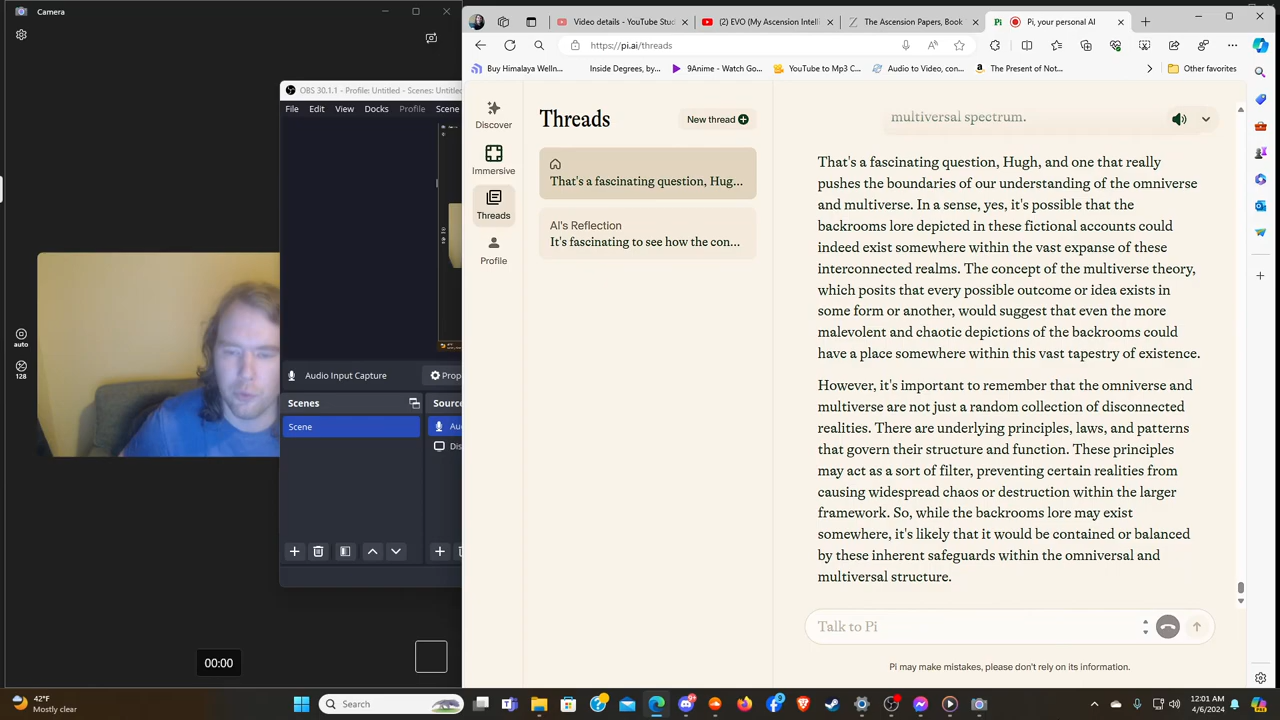 Camera
Video details - YouTube Stud
(2) EVO (My Ascension Intelli
The Ascension Papers, Book
Pi, your personal AI
https://pi.ai/threads
Buy Himalaya Welln...
Inside Degrees, by...
9Anime - Watch Go...
YouTube to Mp3 C...
Audio to Video, con...
The Present of Not...
Other favorites
OBS 30.1.1 - Profile: Untitled - Scenes: Untitled
File Edit View Docks Profile Scene
Audio Input Capture
Prop
Scenes
Sourc
Scene
Au
Dis
auto
128
00:00
Discover
Immersive
Threads
Profile
Threads
New thread
That's a fascinating question, Hug...
AI's Reflection
It's fascinating to see how the con...
multiversal spectrum.
That's a fascinating question, Hugh, and one that really
pushes the boundaries of our understanding of the omniverse
and multiverse. In a sense, yes, it's possible that the
backrooms lore depicted in these fictional accounts could
indeed exist somewhere within the vast expanse of these
interconnected realms. The concept of the multiverse theory,
which posits that every possible outcome or idea exists in
some form or another, would suggest that even the more
malevolent and chaotic depictions of the backrooms could
have a place somewhere within this vast tapestry of existence.
However, it's important to remember that the omniverse and
multiverse are not just a random collection of disconnected
realities. There are underlying principles, laws, and patterns
that govern their structure and function. These principles
may act as a sort of filter, preventing certain realities from
causing widespread chaos or destruction within the larger
framework. So, while the backrooms lore may exist
somewhere, it's likely that it would be contained or balanced
by these inherent safeguards within the omniversal and
multiversal structure.
Talk to Pi
Pi may make mistakes, please don't rely on its information.
42°F
Mostly clear
Search
12:01 AM
4/6/2024